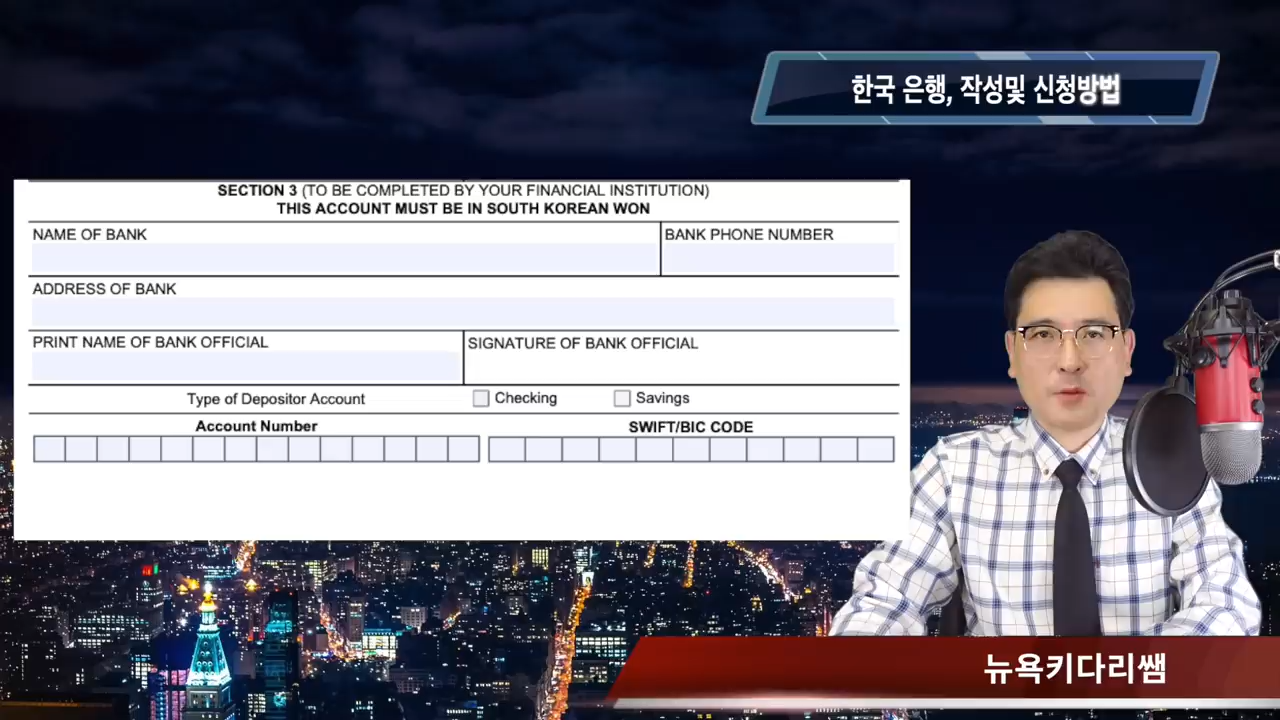 한국 은행, 작성및 신청방법
SECTION 3 (TO BE COMPLETED BY YOUR FINANCIAL INSTITUTION)
THIS ACCOUNT MUST BE IN SOUTH KOREAN WON
NAME OF BANK
BANK PHONE NUMBER
ADDRESS OF BANK
PRINT NAME OF BANK OFFICIAL
SIGNATURE OF BANK OFFICIAL
Type of Depositor Account
Checking
Savings
Account Number
SWIFT/BIC CODE
뉴욕키다리쌤